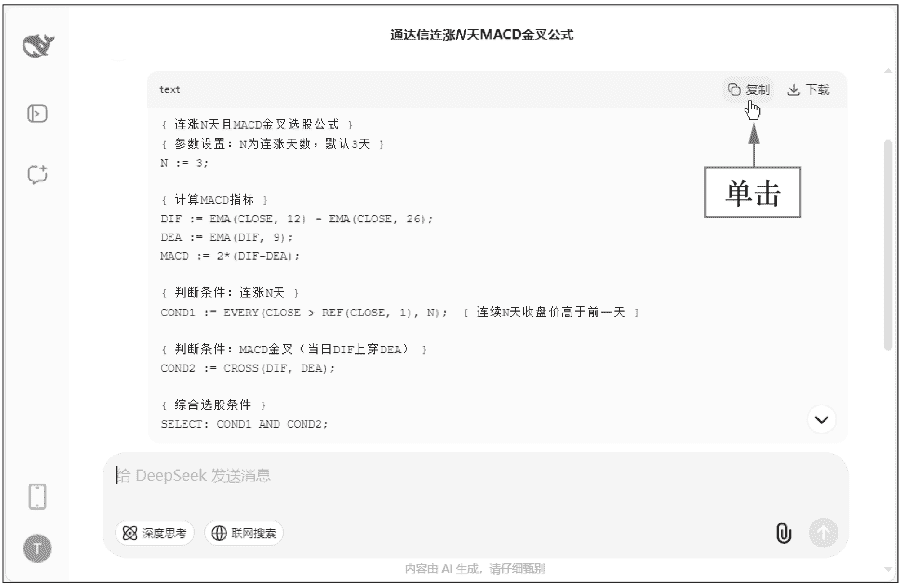 通达信连涨N天MACD金叉公式
text
复制
下载
{ 连涨N天且MACD金叉选股公式 }
{ 参数设置：N为连涨天数，默认3天 }
N := 3;
{ 计算MACD指标 }
DIF := EMA(CLOSE, 12) - EMA(CLOSE, 26);
DEA := EMA(DIF, 9);
MACD := 2*(DIF-DEA);
{ 判断条件：连涨N天 }
COND1 := EVERY(CLOSE > REF(CLOSE, 1), N); { 连续N天收盘价高于前一天 }
{ 判断条件：MACD金叉（当日DIF上穿DEA） }
COND2 := CROSS(DIF, DEA);
{ 综合选股条件 }
SELECT: COND1 AND COND2;
单击
给 DeepSeek 发送消息
深度思考
联网搜索
T
内容由 AI 生成，请仔细甄别